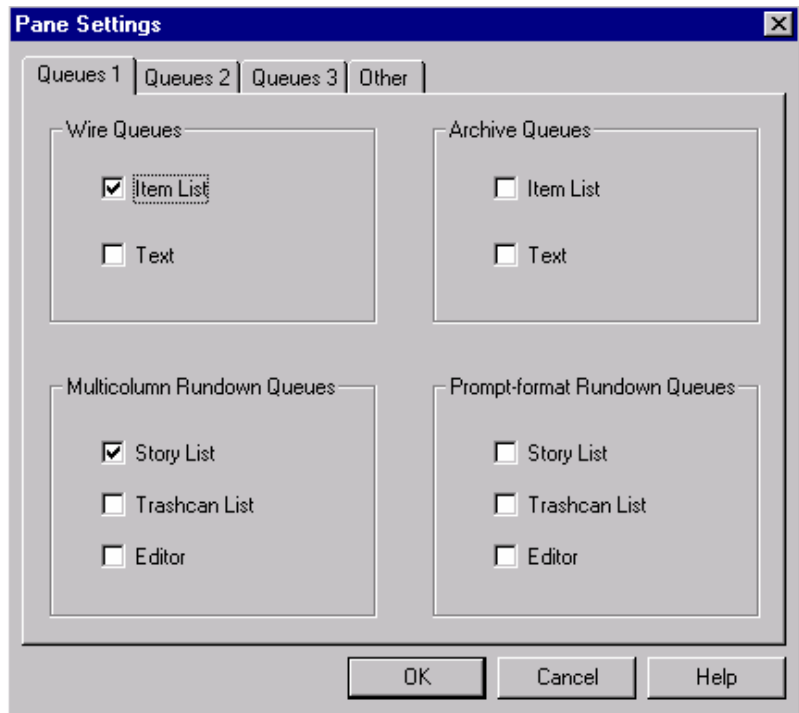 Pane Settings
Queues 1 Queues 2 Queues 3 Other
Wire Queues
Item List
Text
Archive Queues
Item List
Text
Multicolumn Rundown Queues
Story List
Trashcan List
Editor
Prompt-format Rundown Queues
Story List
Trashcan List
Editor
OK Cancel Help